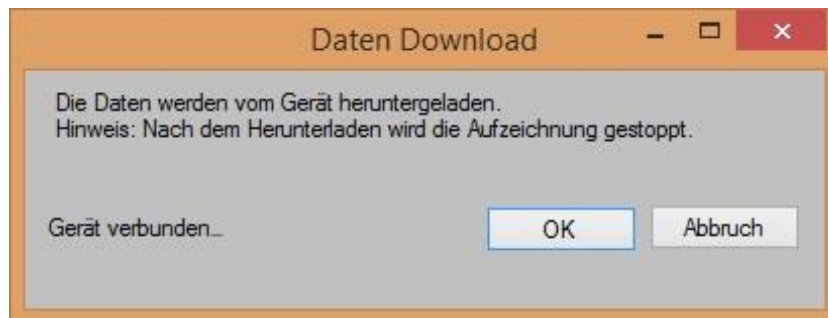 Daten Download
Die Daten werden vom Gerät heruntergeladen.
Hinweis: Nach dem Herunterladen wird die Aufzeichnung gestoppt.
Gerät verbunden...
OK
Abbruch